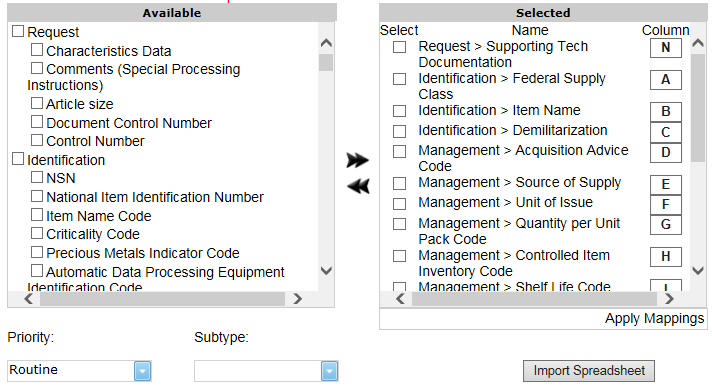 Available
Request
Characteristics Data
Comments (Special Processing
Instructions)
Article size
Document Control Number
Control Number
Identification
NSN
National Item Identification Number
Item Name Code
Criticality Code
Precious Metals Indicator Code
Automatic Data Processing Equipment
Identification Code
Selected
Select Name Column
Request > Supporting Tech
Documentation N
Identification > Federal Supply
Class A
Identification > Item Name B
Identification > Demilitarization C
Management > Acquisition Advice
Code D
Management > Source of Supply E
Management > Unit of Issue F
Management > Quantity per Unit
Pack Code G
Management > Controlled Item
Inventory Code H
Management > Shelf Life Code I
Apply Mappings
Priority: Subtype:
Routine
Import Spreadsheet